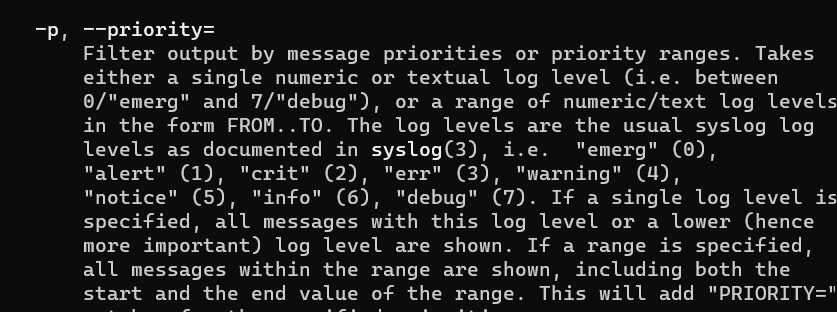 -p, --priority=
Filter output by message priorities or priority ranges. Takes
either a single numeric or textual log level (i.e. between
0/"emerg" and 7/"debug"), or a range of numeric/text log levels
in the form FROM..TO. The log levels are the usual syslog log
levels as documented in syslog(3), i.e.  "emerg" (0),
"alert" (1), "crit" (2), "err" (3), "warning" (4),
"notice" (5), "info" (6), "debug" (7). If a single log level is
specified, all messages with this log level or a lower (hence
more important) log level are shown. If a range is specified,
all messages within the range are shown, including both the
start and the end value of the range. This will add "PRIORITY="